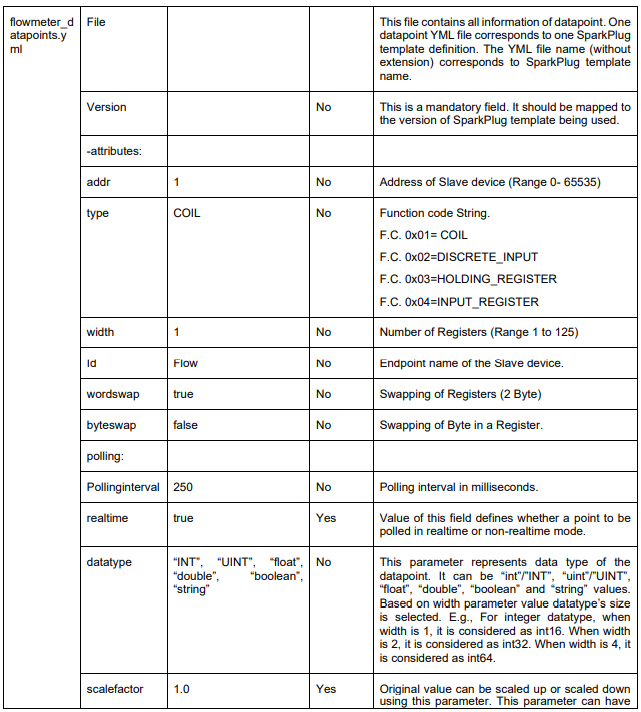 flowmeter_d
atapoints.y
ml
File
This file contains all information of datapoint. One
datapoint YML file corresponds to one SparkPlug
template definition. The YML file name (without
extension) corresponds to SparkPlug template
name.
Version No This is a mandatory field. It should be mapped to
the version of SparkPlug template being used.
-attributes:
addr 1 No Address of Slave device (Range 0- 65535)
type COIL No Function code String.
F.C. 0x01= COIL
F.C. 0x02=DISCRETE_INPUT
F.C. 0x03=HOLDING_REGISTER
F.C. 0x04=INPUT_REGISTER
width 1 No Number of Registers (Range 1 to 125)
Id Flow No Endpoint name of the Slave device.
wordswap true No Swapping of Registers (2 Byte)
byteswap false No Swapping of Byte in a Register.
polling:
Pollinginterval 250 No Polling interval in milliseconds.
realtime true Yes Value of this field defines whether a point to be
polled in realtime or non-realtime mode.
datatype
“INT”, “UINT”, “float”,
“double”, “boolean”,
“string”
No
This parameter represents data type of the
datapoint. It can be “int”/”INT”, “uint”/”UINT”,
“float”, “double”, “boolean” and “string” values.
Based on width parameter value datatype’s size
is selected. E.g., For integer datatype, when
width is 1, it is considered as int16. When width
is 2, it is considered as int32. When width is 4, it
is considered as int64.
scalefactor 1.0 Yes Original value can be scaled up or scaled down
using this parameter. This parameter can have